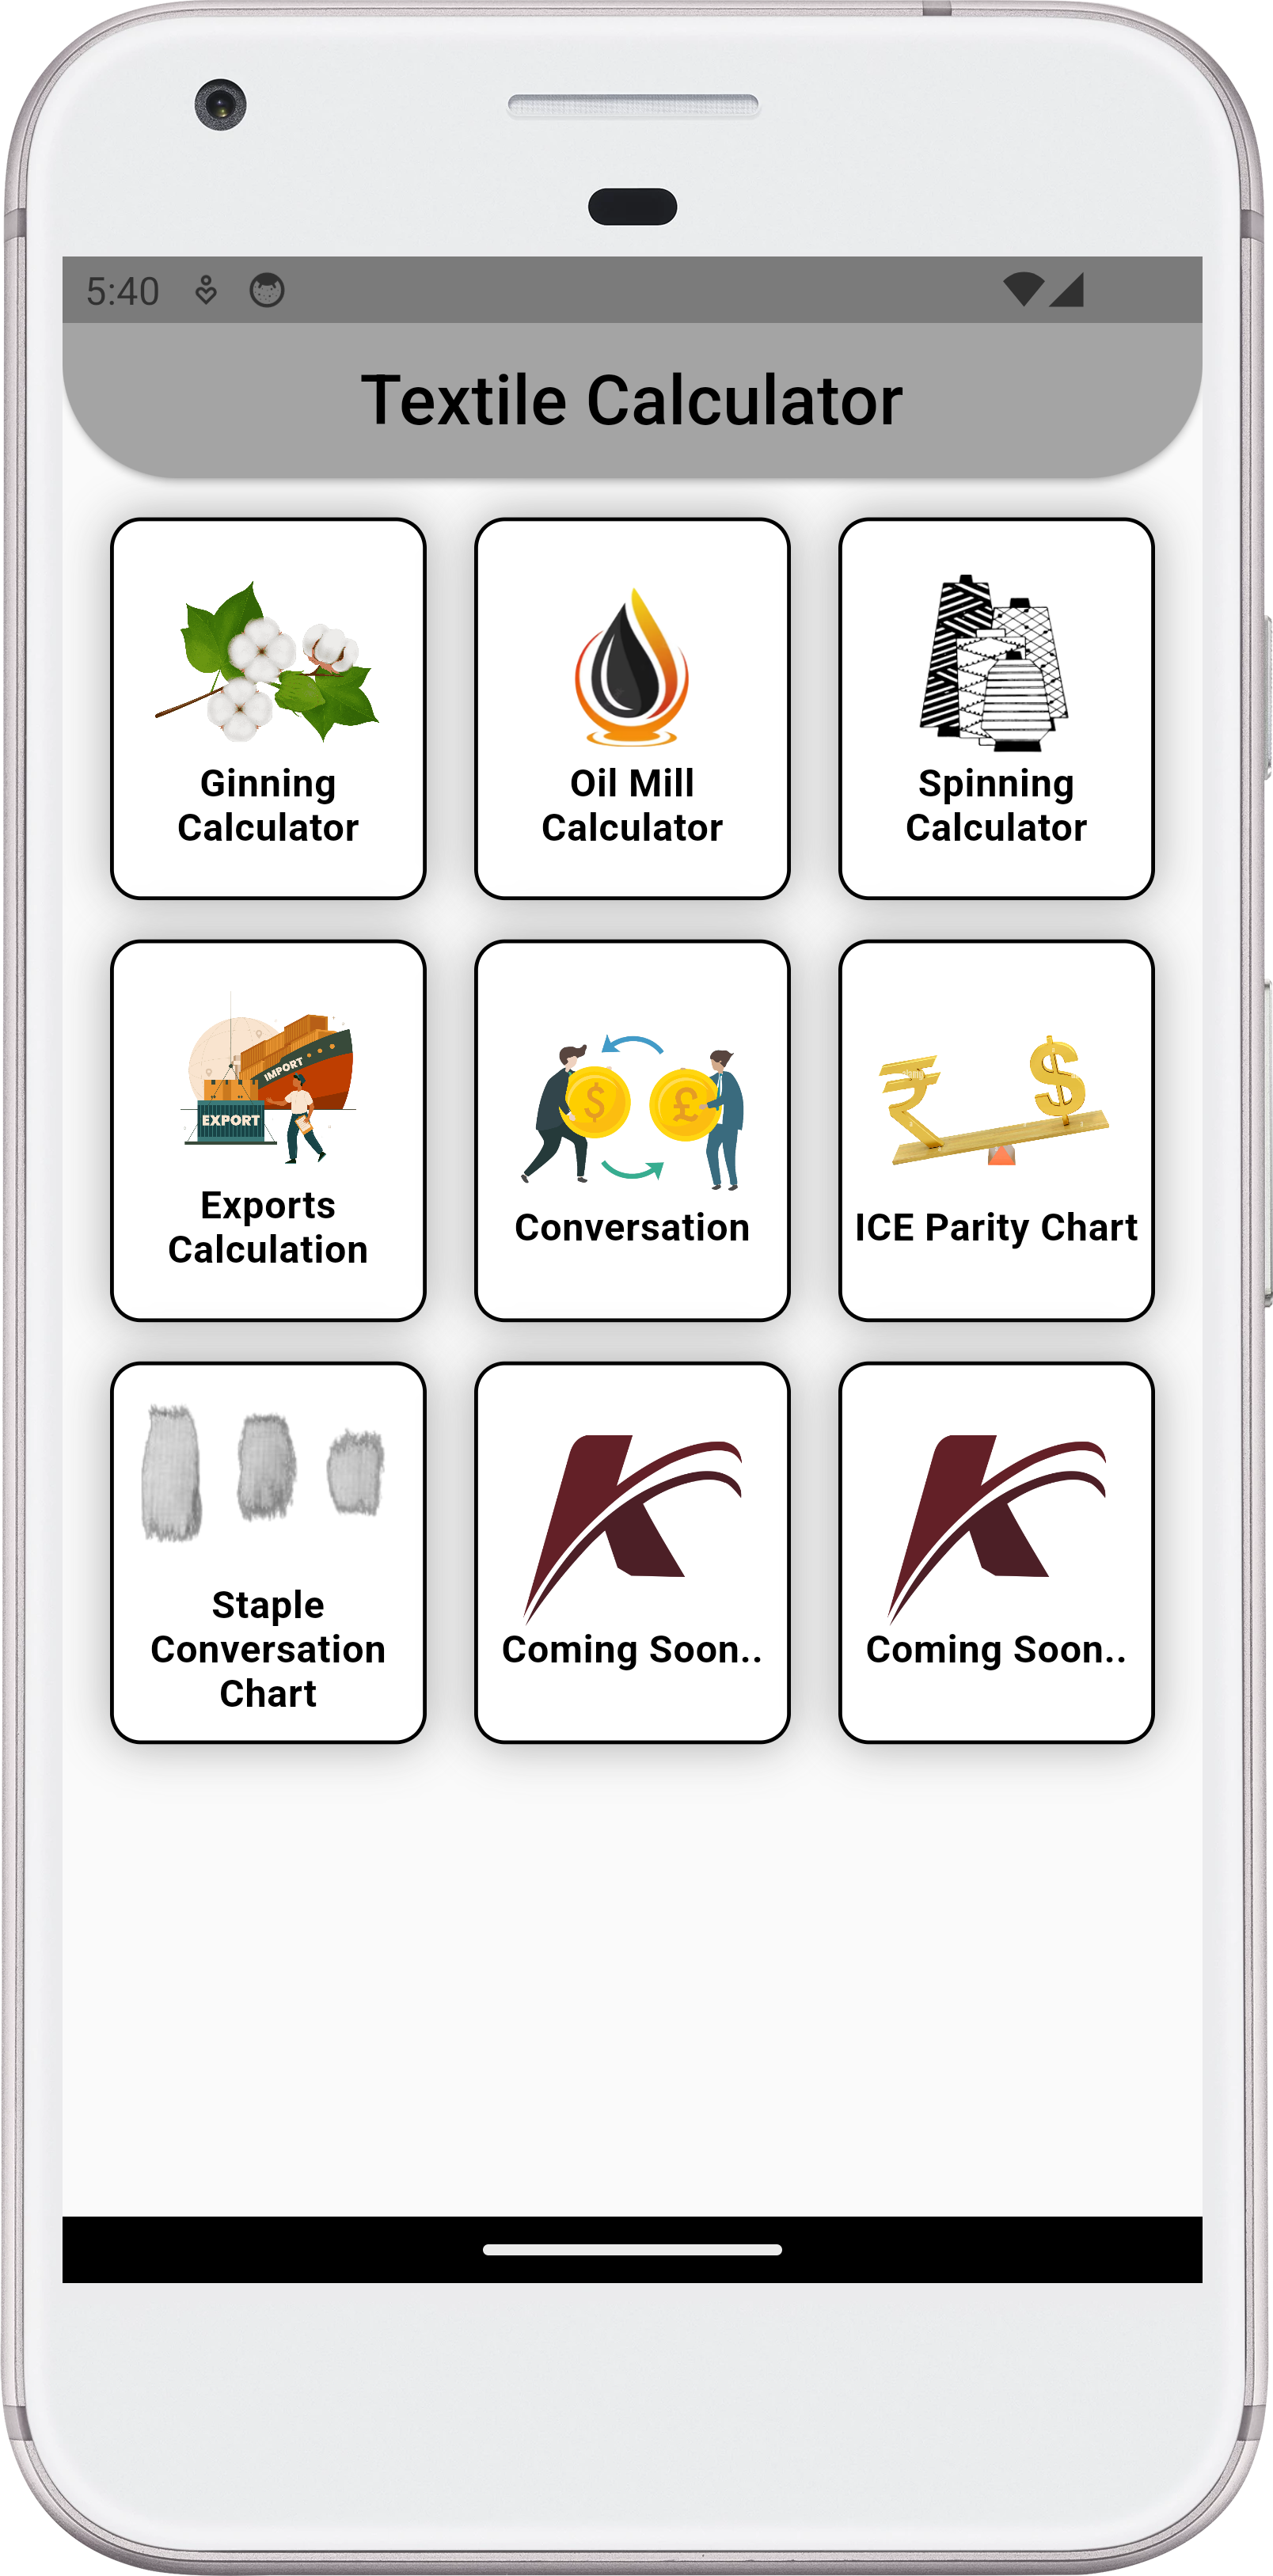 5:40
Textile Calculator
Ginning
Calculator
Oil Mill
Calculator
Spinning
Calculator
IMPORT
EXPORT
Exports
Calculation
$ £
Conversation
₹ $
ICE Parity Chart
Staple
Conversation
Chart
Coming Soon..
Coming Soon..